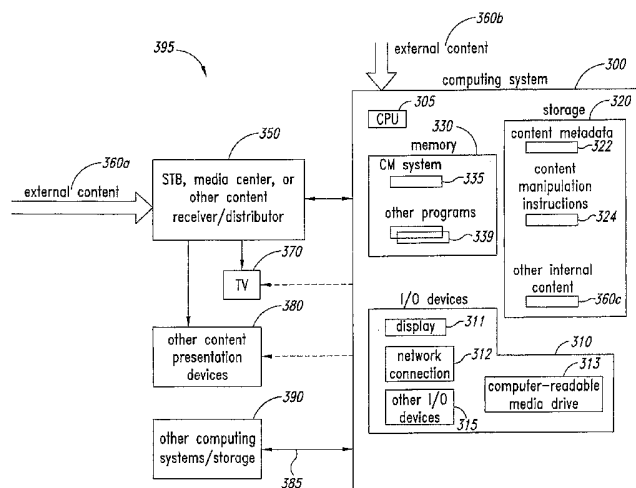 360b
external content
395
computing system
300
305
CPU
storage
320
content metadata
322
content
manipulation
instructions
324
other internal
content
360c
330
memory
CM system
335
other programs
339
350
360a
external content
STB, media center, or
other content
receiver/distributor
370
TV
380
other content
presentation
devices
390
other computing
systems/storage
385
I/O devices
310
display
311
network
connection
312
313
computer-readable
media drive
other I/O
devices
315